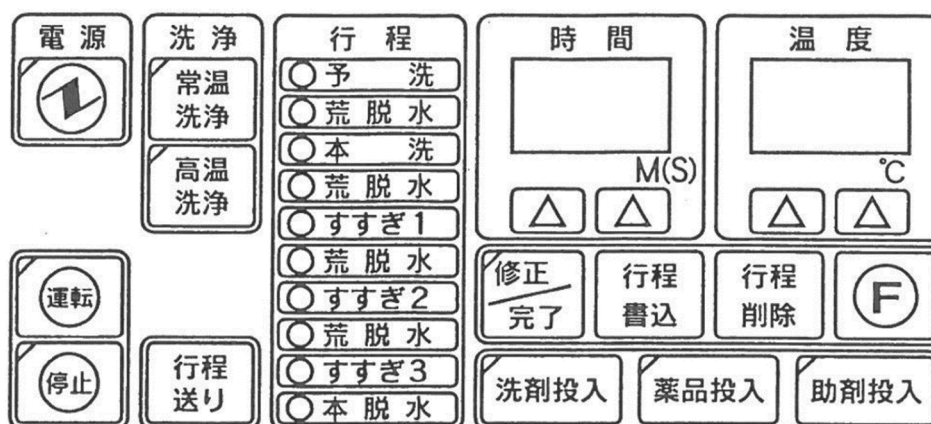 電源
洗浄
常温
洗浄
高温
洗浄
行程
予洗
荒脱水
本洗
荒脱水
すすぎ1
荒脱水
すすぎ2
荒脱水
すすぎ3
本脱水
時間
M(S)
温度
℃
運転
停止
行程
送り
修正
完了
行程
書込
行程
削除
F
洗剤投入
薬品投入
助剤投入